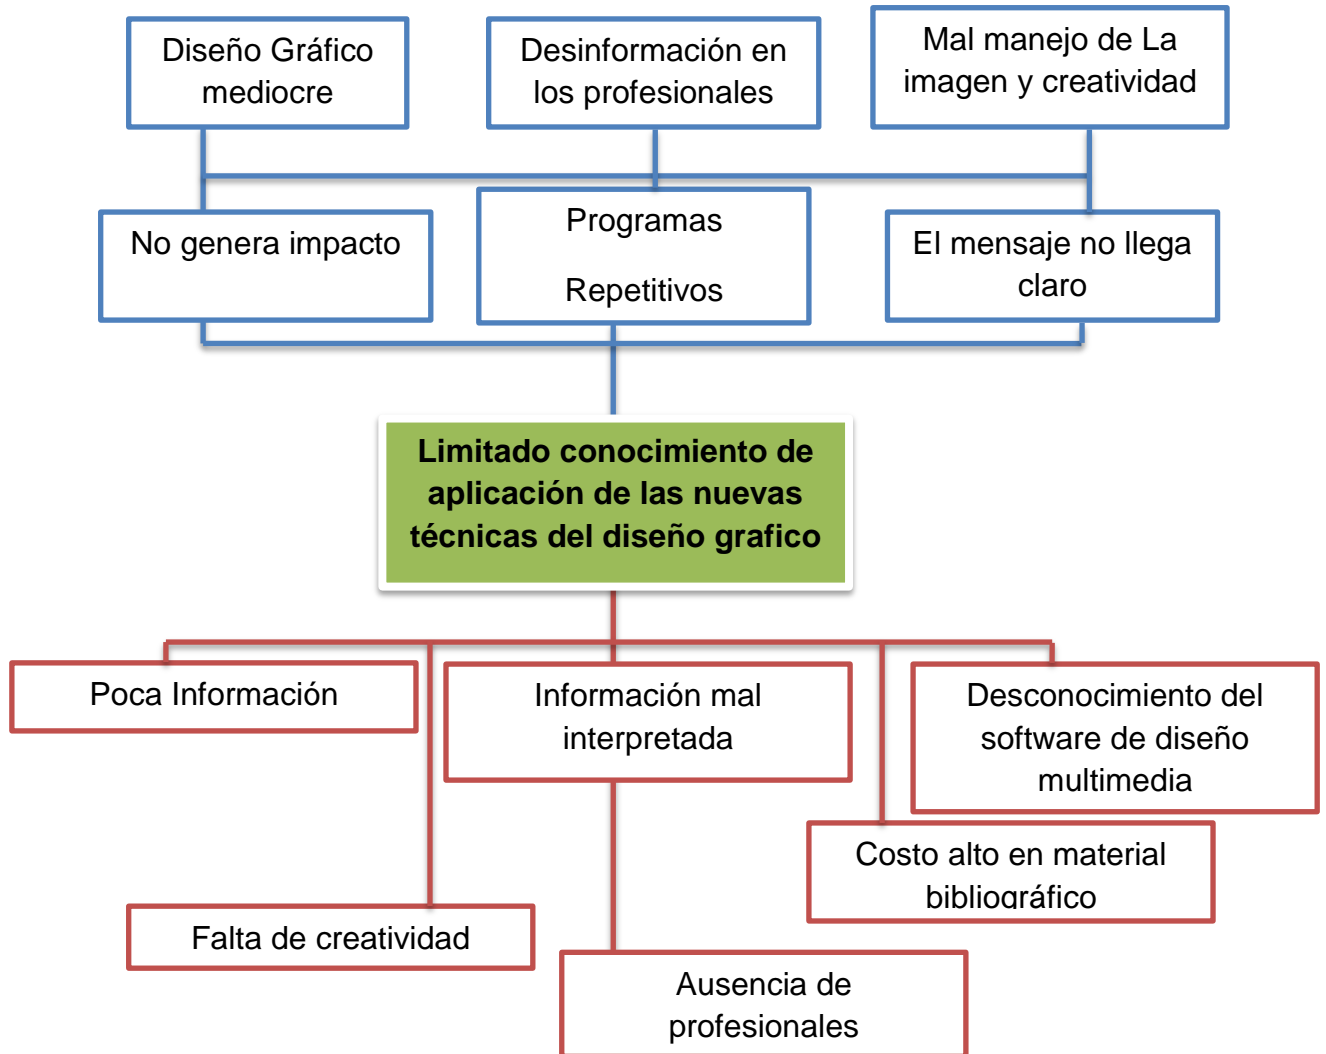 Diseño Gráfico
mediocre
Desinformación en
los profesionales
Mal manejo de La
imagen y creatividad
No genera impacto
Programas
Repetitivos
El mensaje no llega
claro
Limitado conocimiento de
aplicación de las nuevas
técnicas del diseño grafico
Poca Información
Información mal
interpretada
Desconocimiento del
software de diseño
multimedia
Costo alto en material
bibliográfico
Falta de creatividad
Ausencia de
profesionales